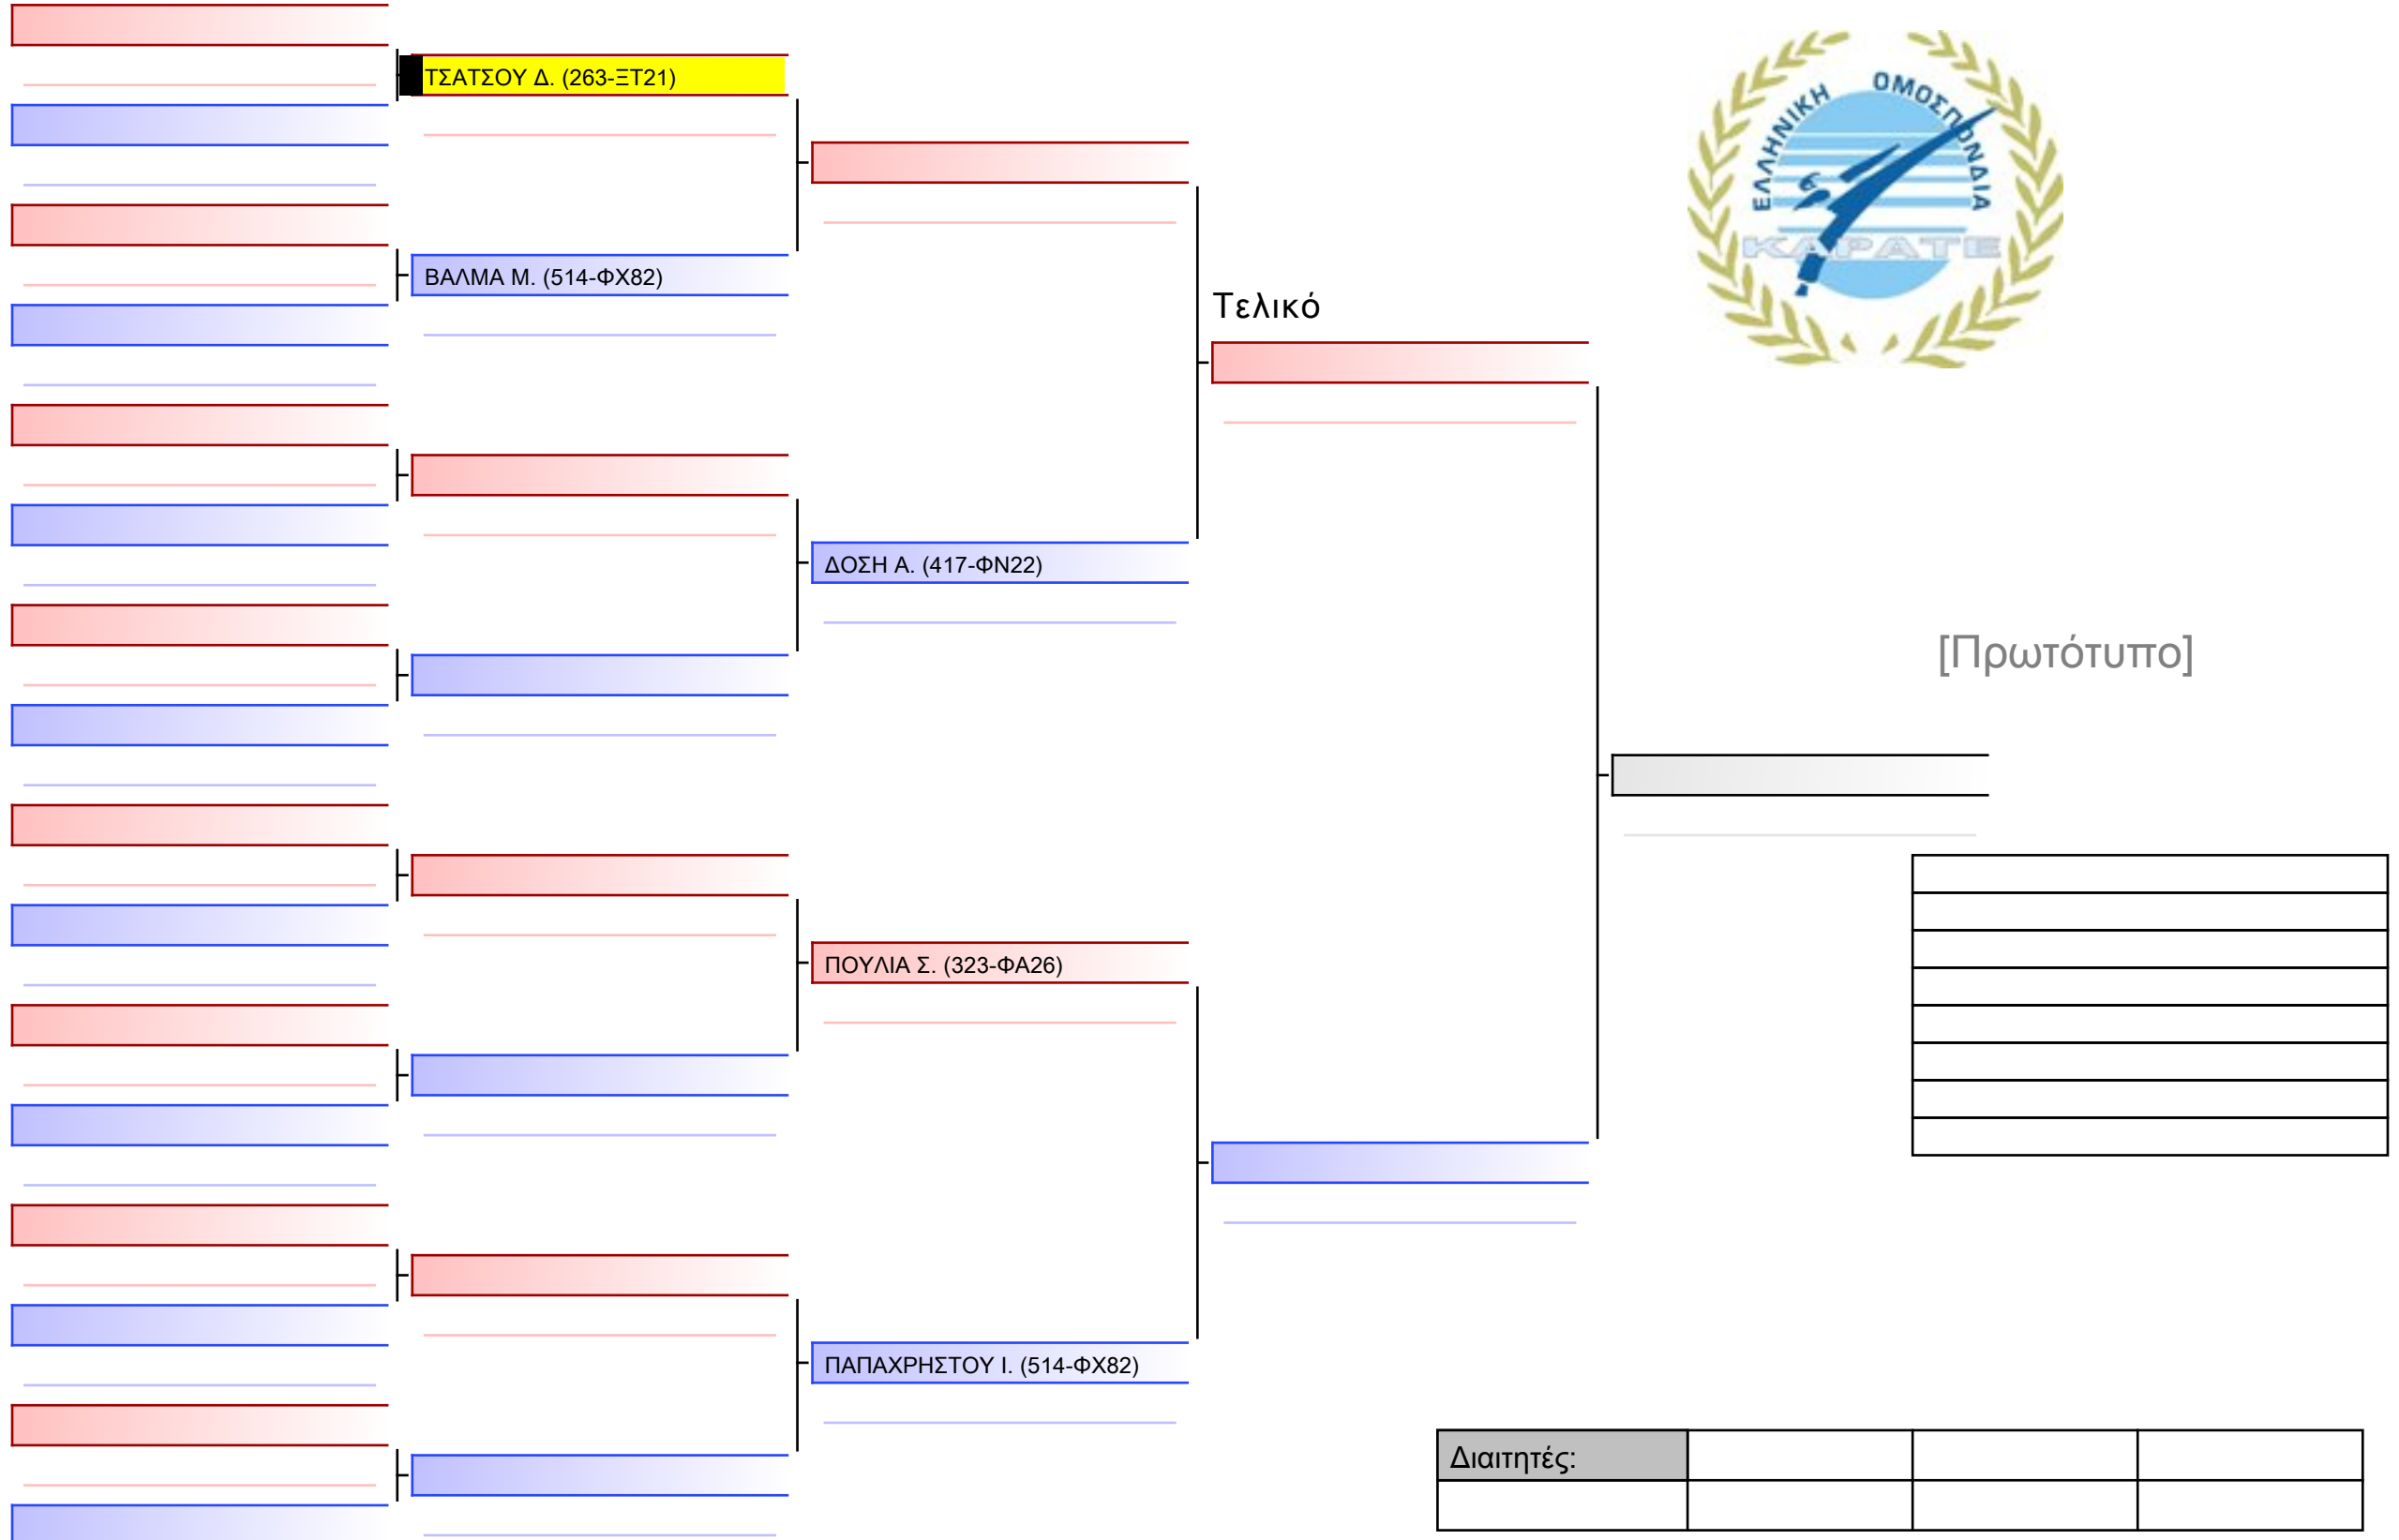 ΤΣΑΤΣΟΥ Δ. (263-ΞΤ21)
ΒΑΛΜΑ Μ. (514-ΦΧ82)
ΕΛΛΗΝΙΚΗ ΟΜΟΣΠΟΝΔΙΑ
ΚΑΡΑΤΕ
Τελικό
ΔΟΣΗ Α. (417-ΦΝ22)
[Πρωτότυπο]
ΠΟΥΛΙΑ Σ. (323-ΦΑ26)
ΠΑΠΑΧΡΗΣΤΟΥ Ι. (514-ΦΧ82)
Διαιτητές: